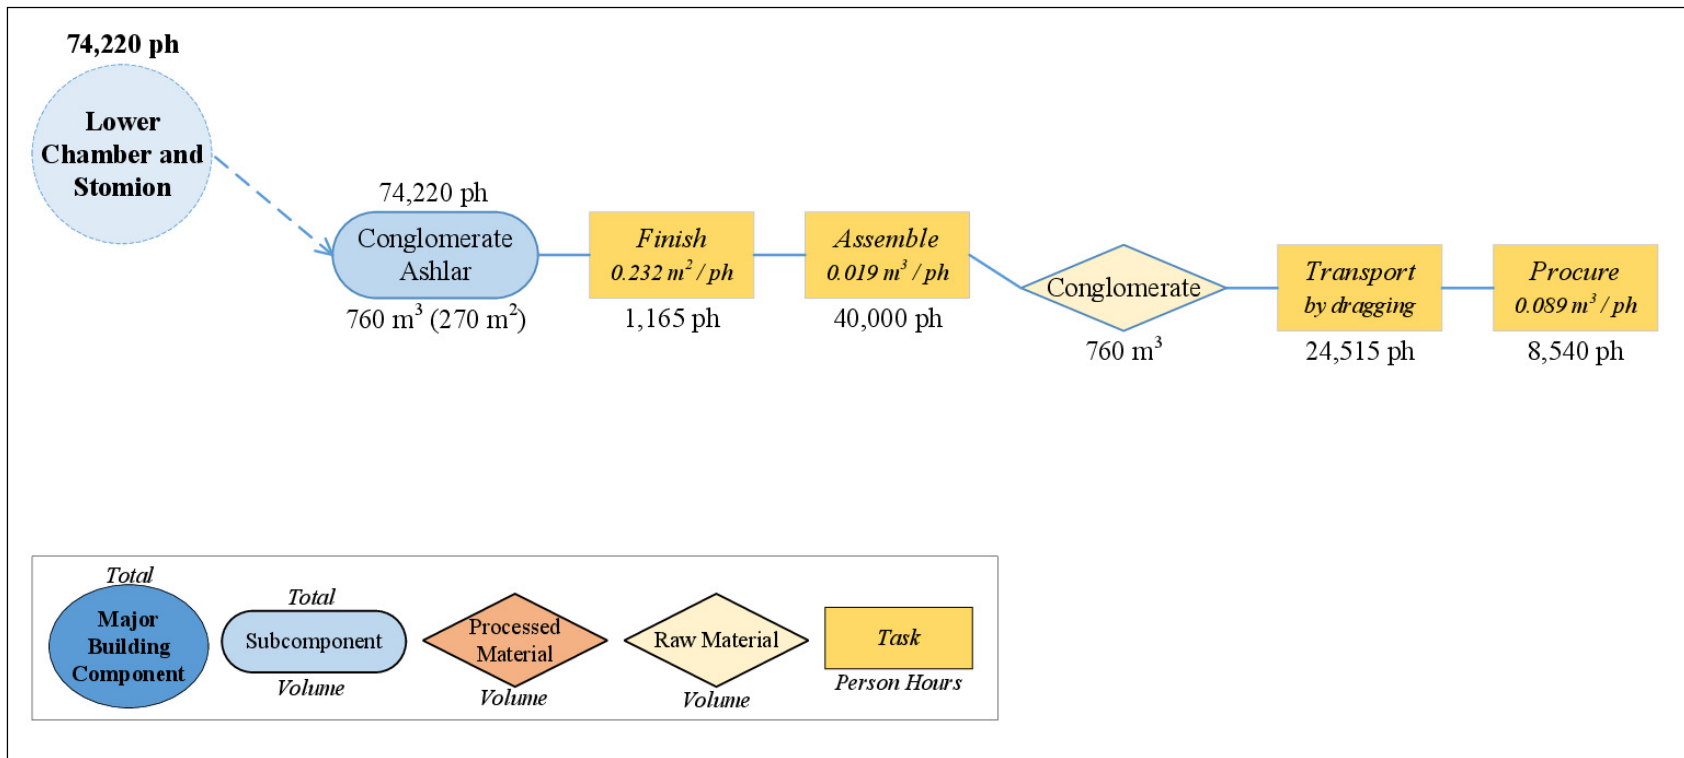 74,220 ph
Lower
Chamber and
Stomion
74,220 ph
Conglomerate
Ashlar
760 m³ (270 m²)
Finish
0.232 m² / ph
1,165 ph
Assemble
0.019 m³ / ph
40,000 ph
Conglomerate
760 m³
Transport
by dragging
24,515 ph
Procure
0.089 m³ / ph
8,540 ph
Total
Major
Building
Component
Total
Subcomponent
Volume
Processed
Material
Volume
Raw Material
Volume
Task
Person Hours